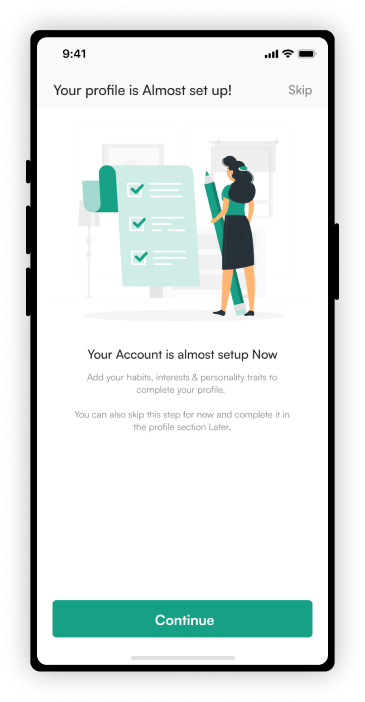 9:41
Your profile is Almost set up!
Skip
Your Account is almost setup Now
Add your habits, interests & personality traits to
complete your profile.
You can also skip this step for now and complete it in
the profile section Later.
Continue